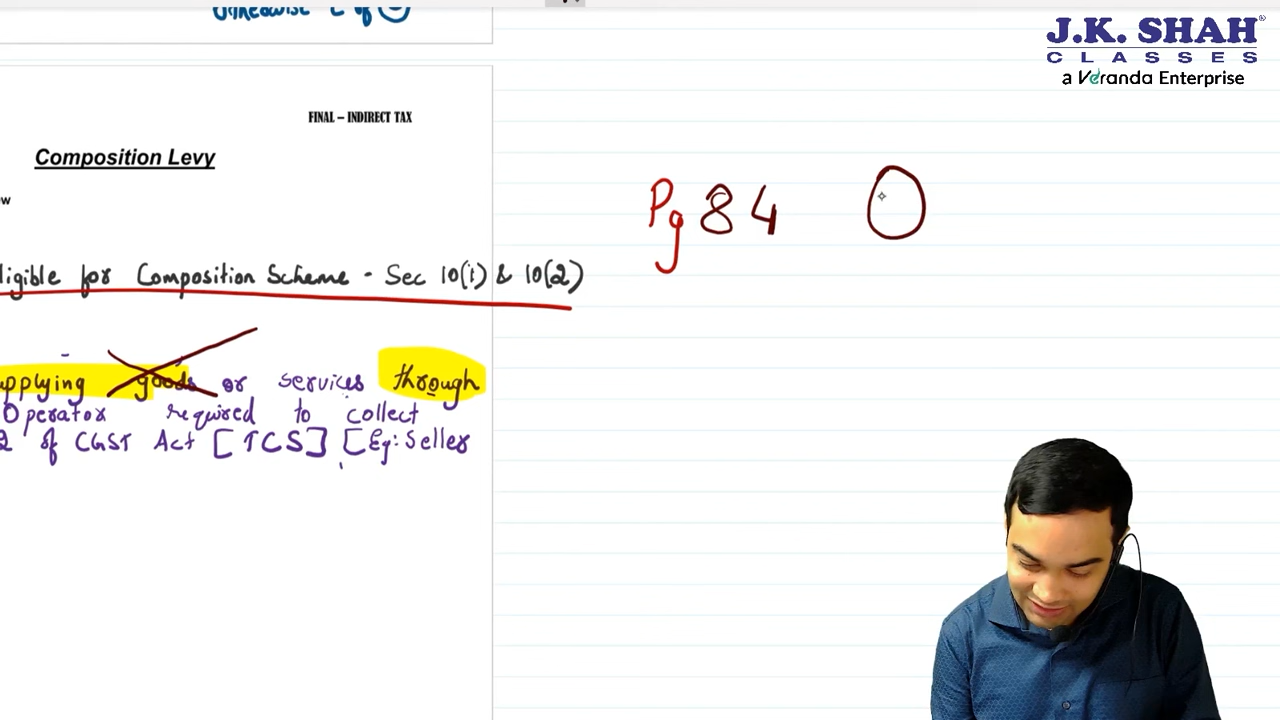 J.K. SHAH
CLASSES
a Veranda Enterprise
FINAL – INDIRECT TAX
Composition Levy
Pg 84
ligible for Composition Scheme - Sec 10(1) & 10(2)
pplying goods or services through
Operator required to collect
2 of CGST Act [TCS] [Eg: Seller